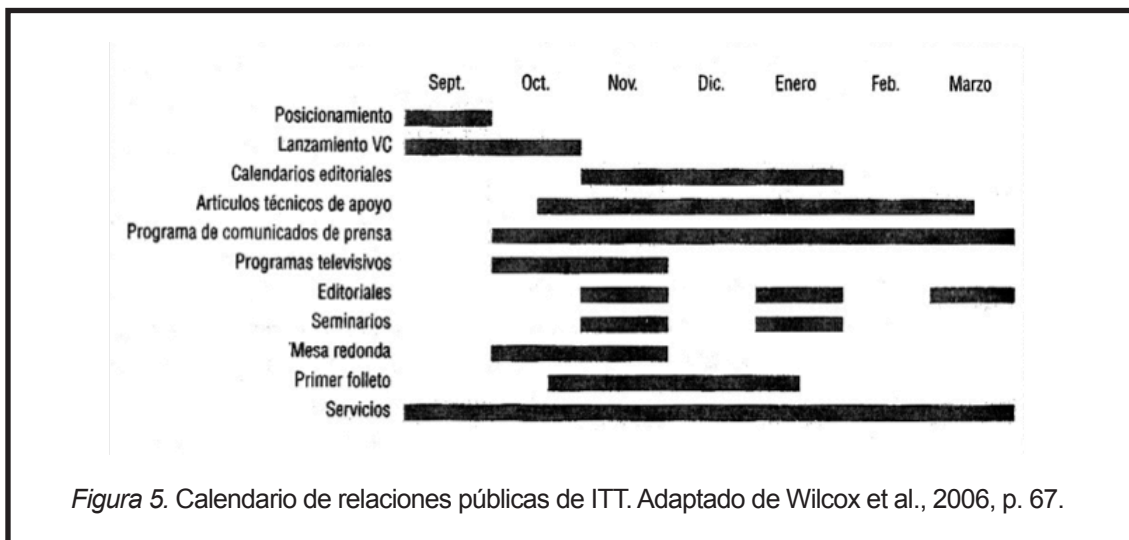 Sept. Oct. Nov. Dic. Enero Feb. Marzo
Posicionamiento
Lanzamiento VC
Calendarios editoriales
Artículos técnicos de apoyo
Programa de comunicados de prensa
Programas televisivos
Editoriales
Seminarios
Mesa redonda
Primer folleto
Servicios
Figura 5. Calendario de relaciones públicas de ITT. Adaptado de Wilcox et al., 2006, p. 67.